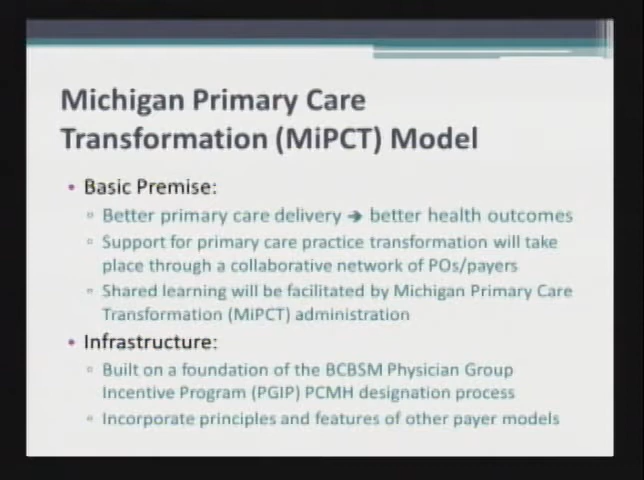 Michigan Primary Care
Transformation (MiPCT) Model
• Basic Premise:
▫ Better primary care delivery ➔ better health outcomes
▫ Support for primary care practice transformation will take
place through a collaborative network of POs/payers
▫ Shared learning will be facilitated by Michigan Primary Care
Transformation (MiPCT) administration
• Infrastructure:
▫ Built on a foundation of the BCBSM Physician Group
Incentive Program (PGIP) PCMH designation process
▫ Incorporate principles and features of other payer models